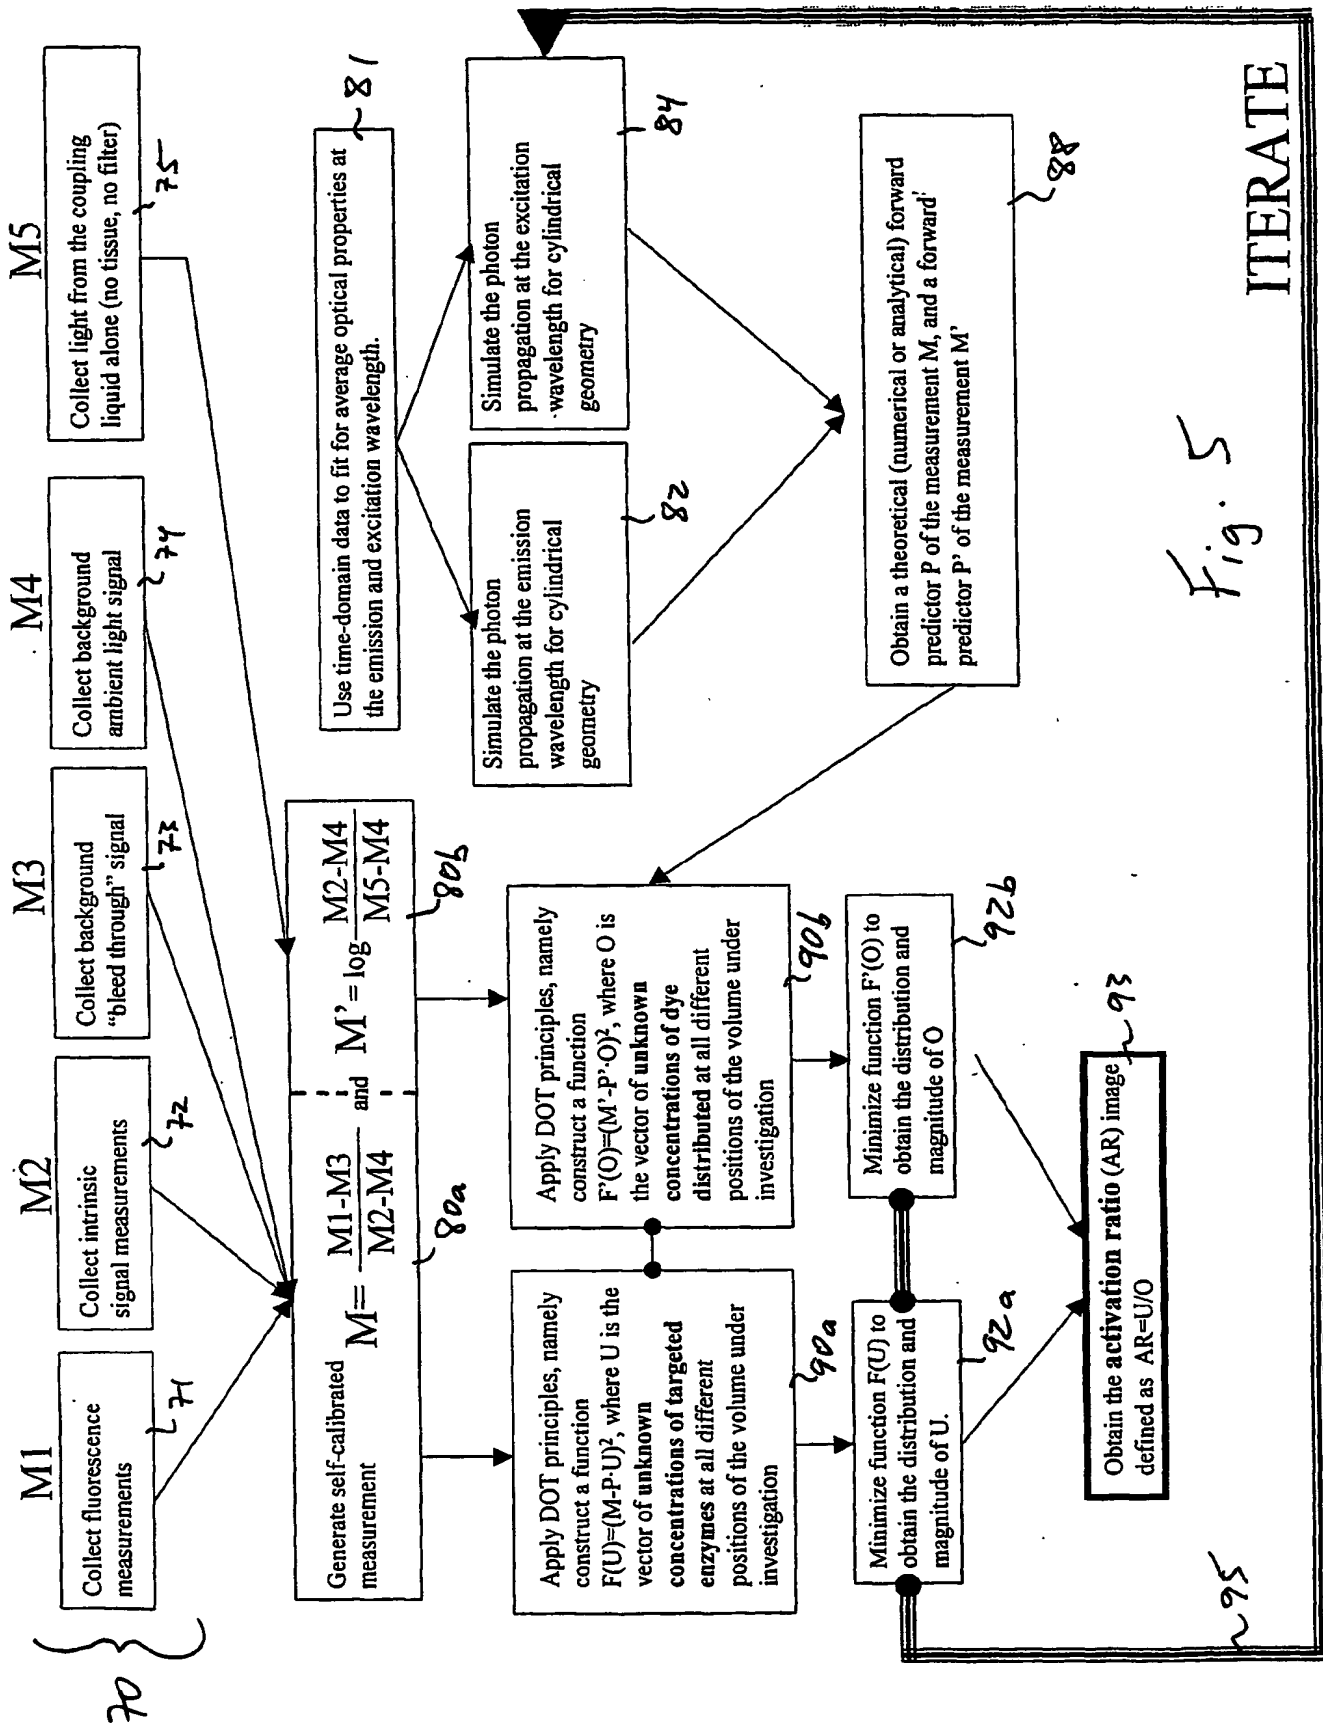 70
M1
Collect fluorescence
measurements
71
M2
Collect intrinsic
signal measurements
72
M3
Collect background
“bleed through” signal
73
M4
Collect background
ambient light signal
74
M5
Collect light from the coupling
liquid alone (no tissue, no filter)
75
Generate self-calibrated
measurement
M= M1-M3
M2-M4
and
M’=log M2-M4
M5-M4
80a
80b
Use time-domain data to fit for average optical properties at
the emission and excitation wavelength.
81
Simulate the photon
propagation at the emission
wavelength for cylindrical
geometry
82
Simulate the photon
propagation at the excitation
wavelength for cylindrical
geometry
84
Apply DOT principles, namely
construct a function
F(U)=(M-P·U)², where U is the
vector of unknown
concentrations of targeted
enzymes at all different
positions of the volume under
investigation
90a
Apply DOT principles, namely
construct a function
F’(O)=(M’-P’·O)², where O is
the vector of unknown
concentrations of dye
distributed at all different
positions of the volume under
investigation
90b
Obtain a theoretical (numerical or analytical) forward
predictor P of the measurement M, and a forward
predictor P’ of the measurement M’
88
Minimize function F(U) to
obtain the distribution and
magnitude of U.
92a
Minimize function F’(O) to
obtain the distribution and
magnitude of O
92b
Obtain the activation ratio (AR) image
defined as AR=U/O
93
95
Fig. 5
ITERATE